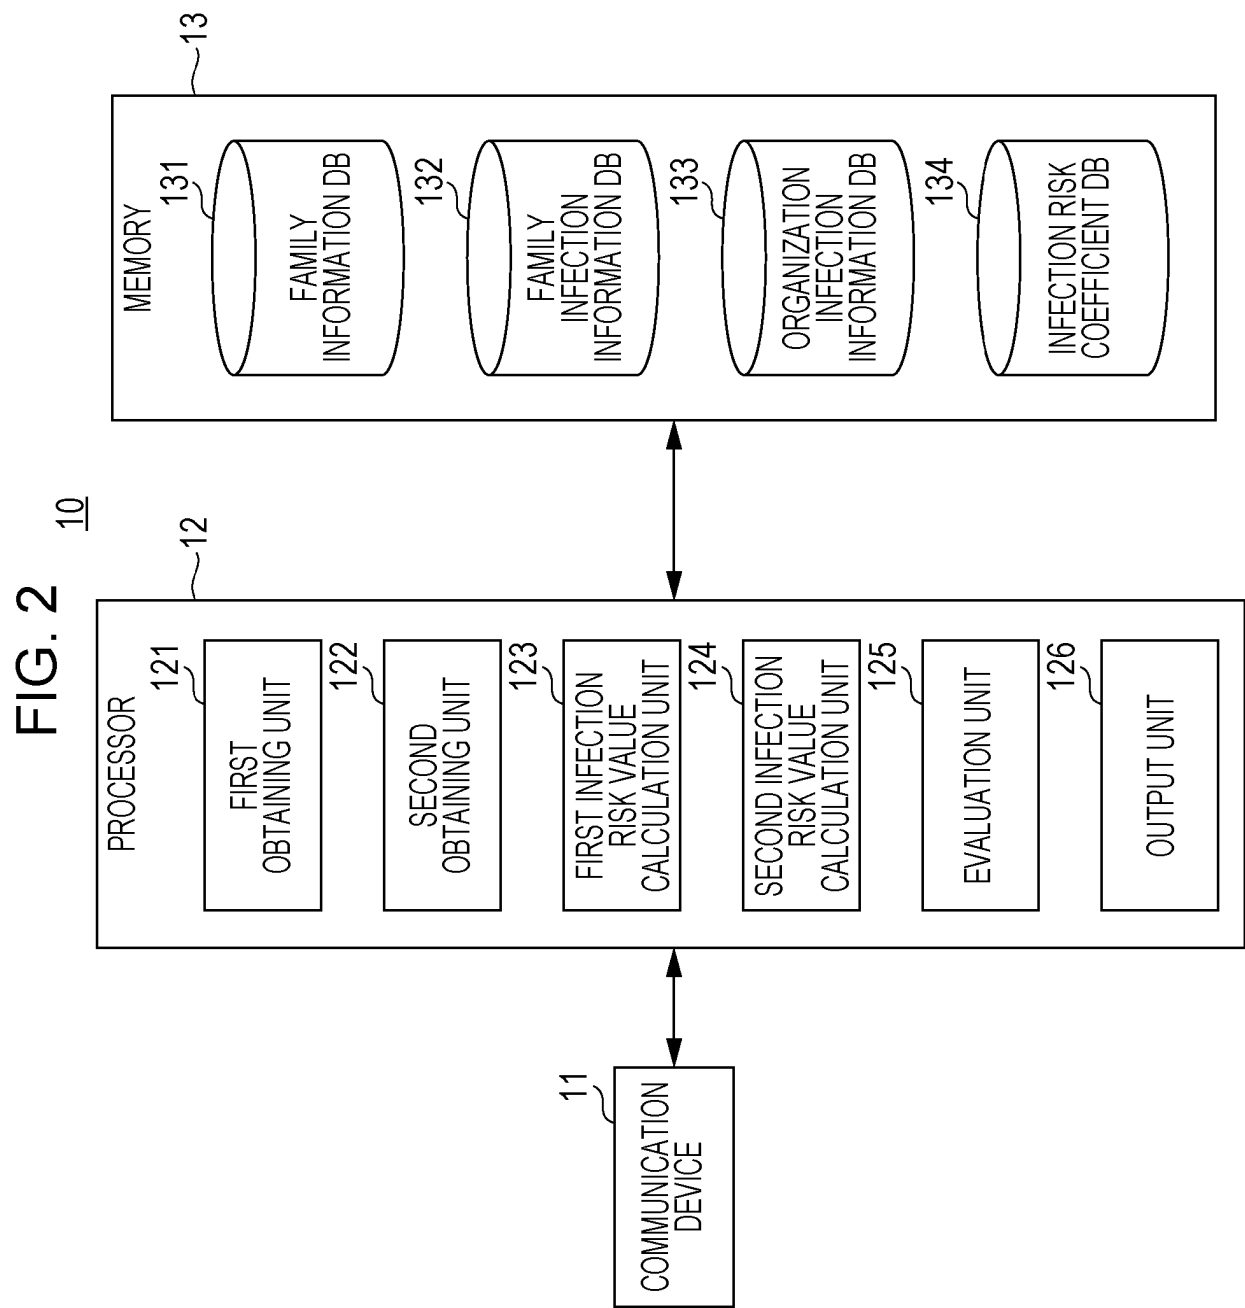 FIG. 2
10
11
COMMUNICATION
DEVICE
12
PROCESSOR
121
FIRST
OBTAINING UNIT
122
SECOND
OBTAINING UNIT
123
FIRST INFECTION
RISK VALUE
CALCULATION UNIT
124
SECOND INFECTION
RISK VALUE
CALCULATION UNIT
125
EVALUATION UNIT
126
OUTPUT UNIT
13
MEMORY
131
FAMILY
INFORMATION DB
132
FAMILY
INFECTION
INFORMATION DB
133
ORGANIZATION
INFECTION
INFORMATION DB
134
INFECTION RISK
COEFFICIENT DB